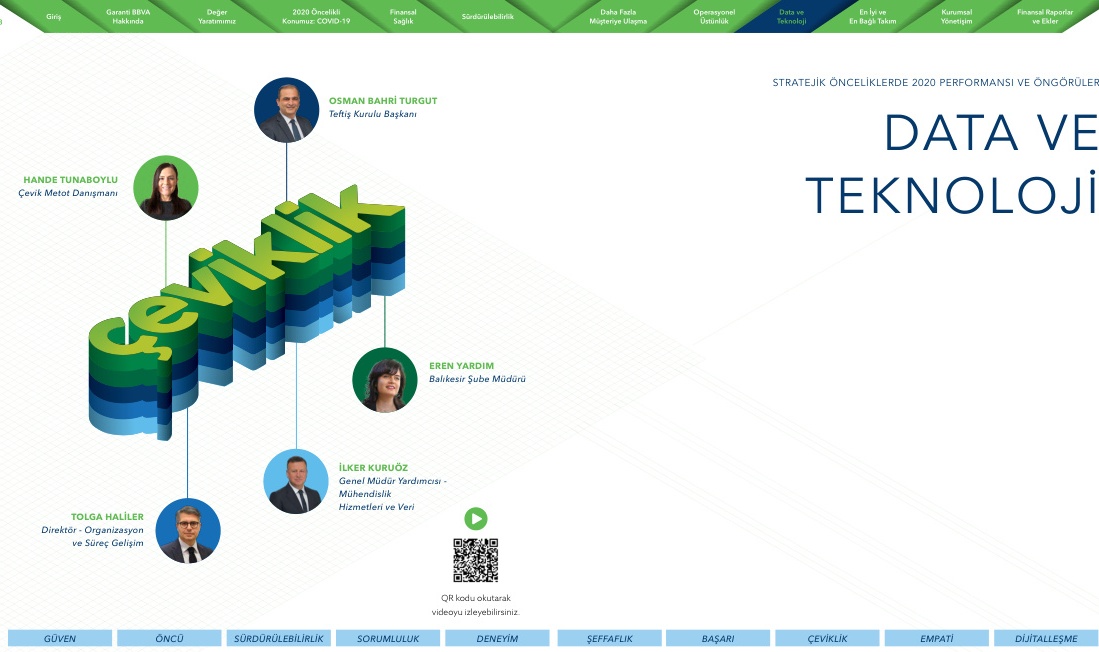 Giriş
Garanti BBVA
Hakkında
Değer
Yaratımımız
2020 Öncelikli
Konumuz: COVID-19
Finansal
Sağlık
Sürdürülebilirlik
Daha Fazla
Müşteriye Ulaşma
Operasyonel
Üstünlük
Data ve
Teknoloji
En İyi ve
En Bağlı Takım
Kurumsal
Yönetişim
Finansal Raporlar
ve Ekler
STRATEJİK ÖNCELİKLERDE 2020 PERFORMANSI VE ÖNGÖRÜLER
DATA VE
TEKNOLOJİ
OSMAN BAHRİ TURGUT
Teftiş Kurulu Başkanı
HANDE TUNABOYLU
Çevik Metot Danışmanı
çeviklik
EREN YARDIM
Balıkesir Şube Müdürü
İLKER KURUÖZ
Genel Müdür Yardımcısı -
Mühendislik
Hizmetleri ve Veri
TOLGA HALİLER
Direktör - Organizasyon
ve Süreç Gelişim
QR kodu okutarak
videoyu izleyebilirsiniz.
GÜVEN
ÖNCÜ
SÜRDÜRÜLEBİLİRLİK
SORUMLULUK
DENEYİM
ŞEFFAFLIK
BAŞARI
ÇEVİKLİK
EMPATİ
DİJİTALLEŞME